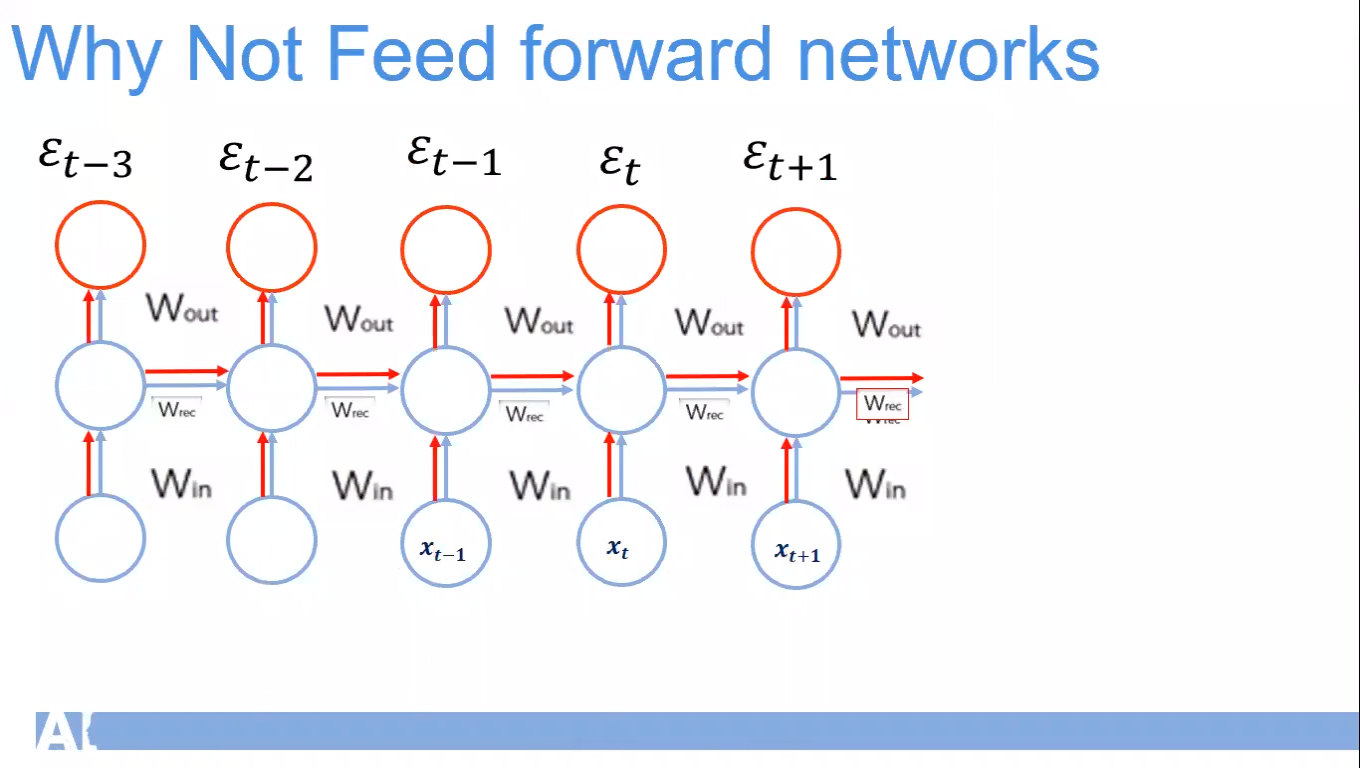 Why Not Feed forward networks
εt−3 εt−2 εt−1 εt εt+1
Wout Wout Wout Wout Wout
Wrec Wrec Wrec Wrec Wrec
Win Win Win Win Win
xt−1 xt xt+1